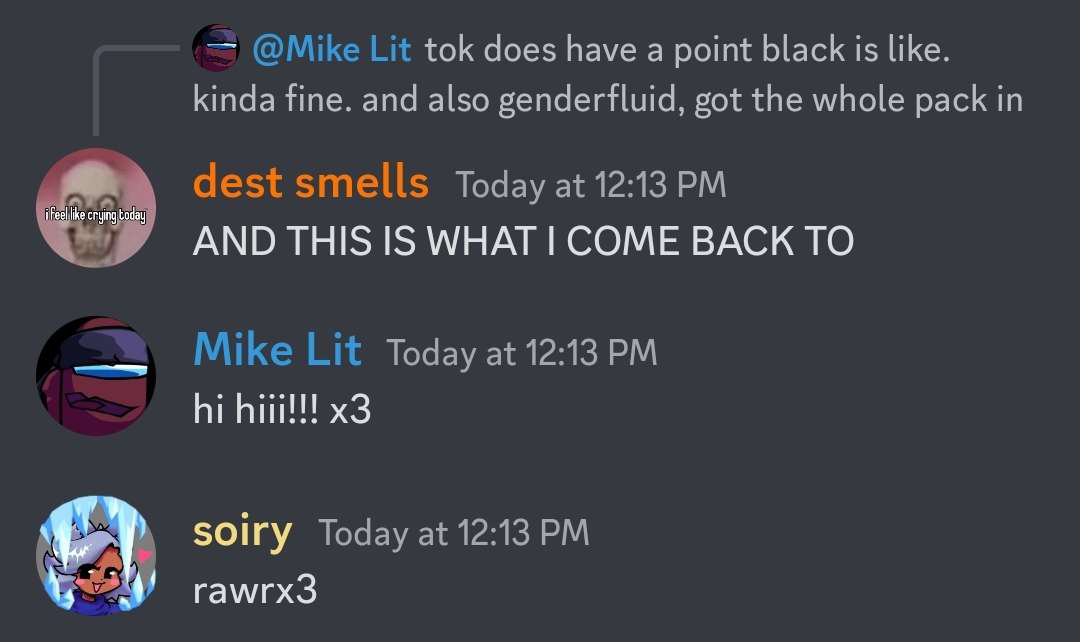 @Mike Lit tok does have a point black is like.
kinda fine. and also genderfluid, got the whole pack in
dest smells Today at 12:13 PM
i feel like crying today
AND THIS IS WHAT I COME BACK TO
Mike Lit Today at 12:13 PM
hi hiii!!! x3
soiry Today at 12:13 PM
rawrx3